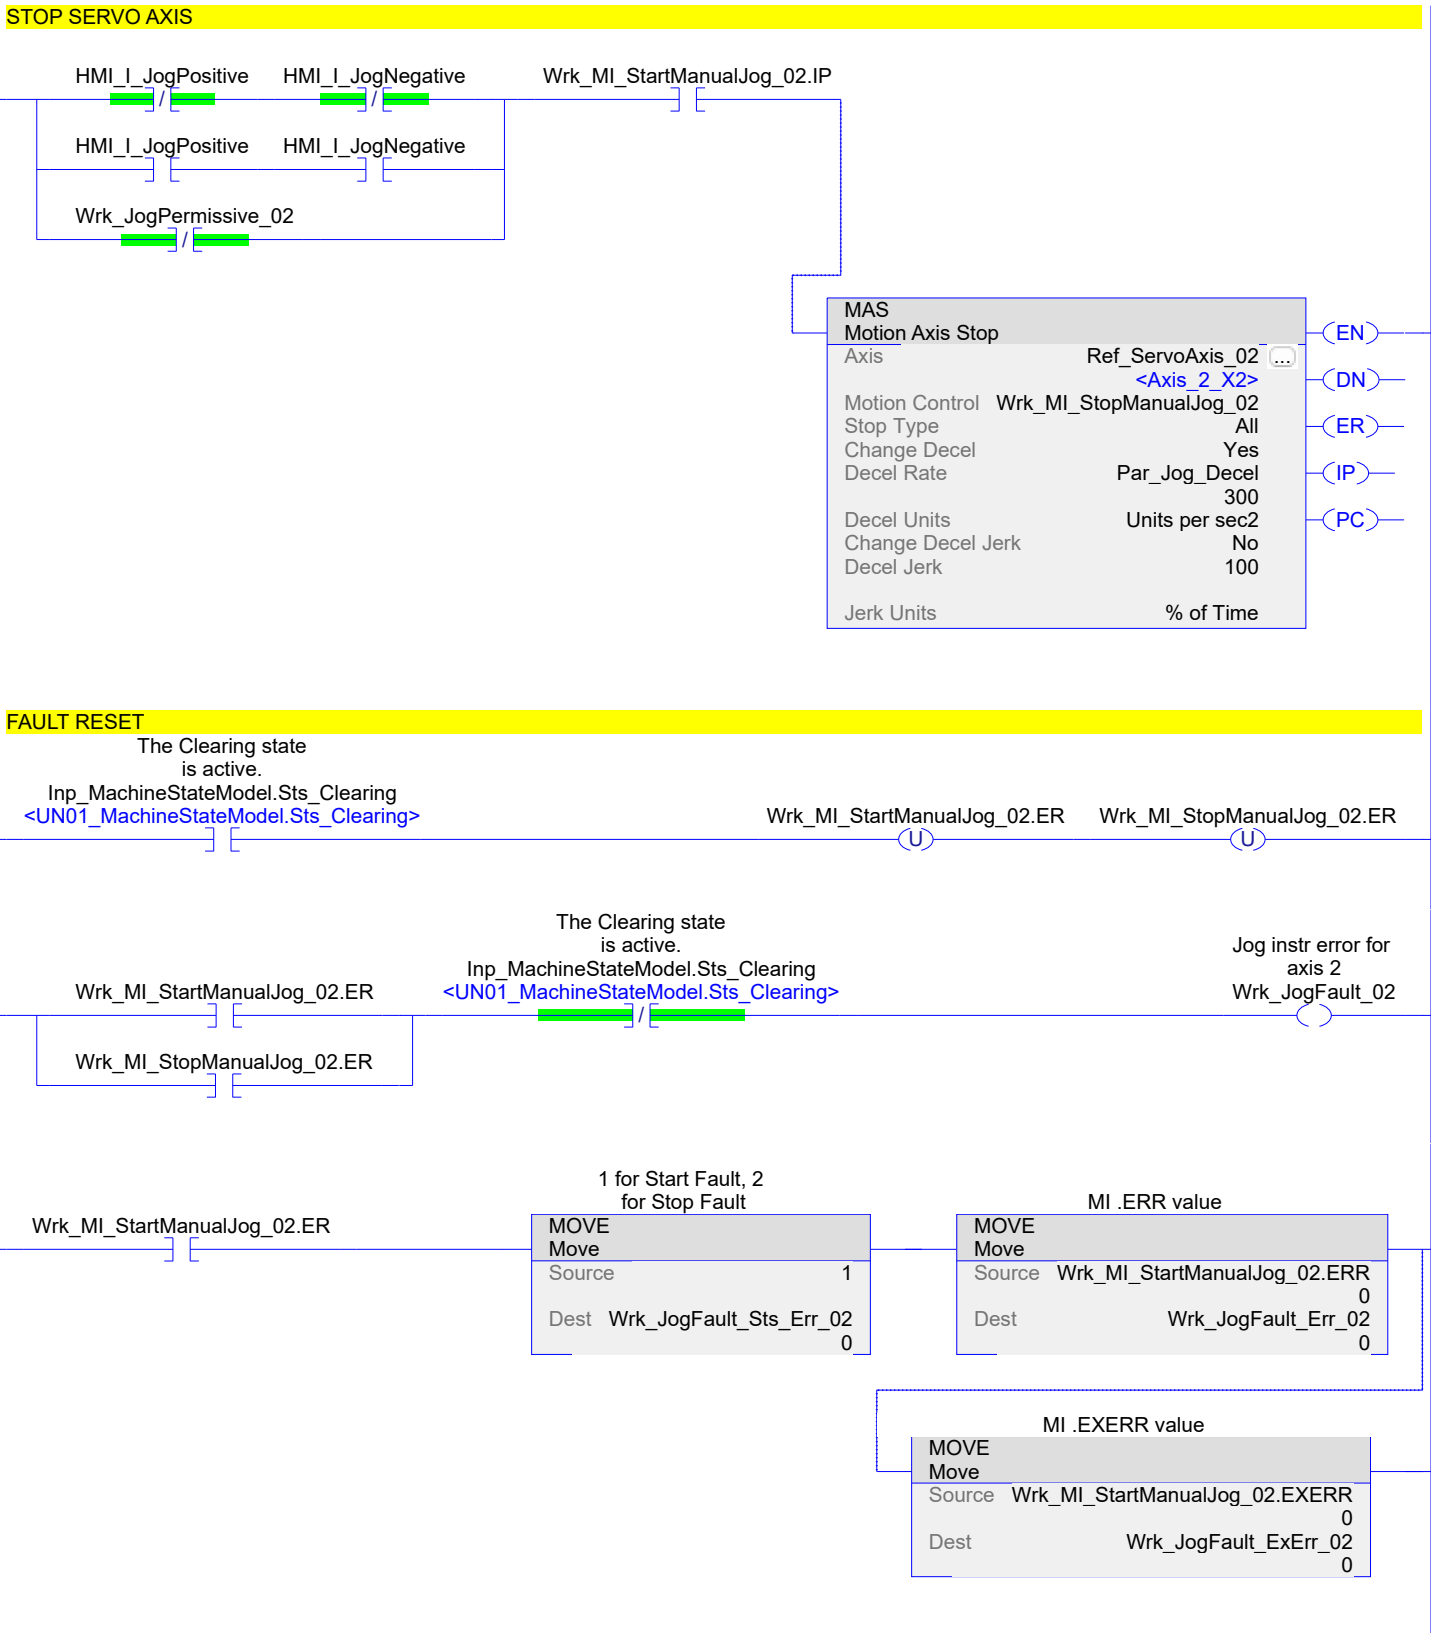 STOP SERVO AXIS
HMI_I_JogPositive HMI_I_JogNegative Wrk_MI_StartManualJog_02.IP
/ /
HMI_I_JogPositive HMI_I_JogNegative
Wrk_JogPermissive_02
/
MAS
Motion Axis Stop EN
Axis Ref_ServoAxis_02 ...
<Axis_2_X2> DN
Motion Control Wrk_MI_StopManualJog_02
Stop Type All ER
Change Decel Yes
Decel Rate Par_Jog_Decel IP
300
Decel Units Units per sec2 PC
Change Decel Jerk No
Decel Jerk 100
Jerk Units % of Time
FAULT RESET
The Clearing state
is active.
Inp_MachineStateModel.Sts_Clearing
<UN01_MachineStateModel.Sts_Clearing> Wrk_MI_StartManualJog_02.ER Wrk_MI_StopManualJog_02.ER
U U
The Clearing state
is active.
Inp_MachineStateModel.Sts_Clearing
<UN01_MachineStateModel.Sts_Clearing>
/
Jog instr error for
axis 2
Wrk_JogFault_02
Wrk_MI_StartManualJog_02.ER
Wrk_MI_StopManualJog_02.ER
Wrk_MI_StartManualJog_02.ER
1 for Start Fault, 2
for Stop Fault
MOVE
Move
Source 1
Dest Wrk_JogFault_Sts_Err_02
0
MI .ERR value
MOVE
Move
Source Wrk_MI_StartManualJog_02.ERR
0
Dest Wrk_JogFault_Err_02
0
MI .EXERR value
MOVE
Move
Source Wrk_MI_StartManualJog_02.EXERR
0
Dest Wrk_JogFault_ExErr_02
0